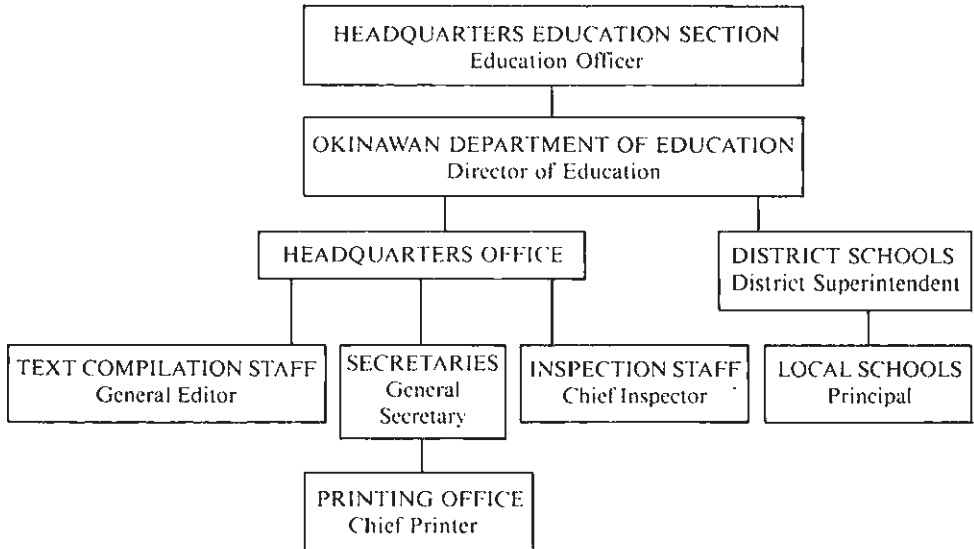 HEADQUARTERS EDUCATION SECTION
Education Officer
OKINAWAN DEPARTMENT OF EDUCATION
Director of Education
HEADQUARTERS OFFICE
DISTRICT SCHOOLS
District Superintendent
TEXT COMPILATION STAFF
General Editor
SECRETARIES
General
Secretary
INSPECTION STAFF
Chief Inspector
LOCAL SCHOOLS
Principal
PRINTING OFFICE
Chief Printer